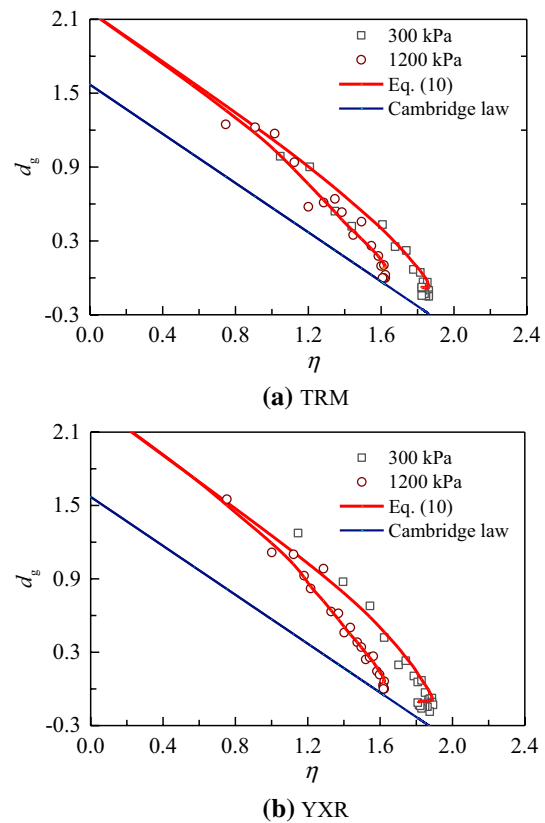 2.1
1.5
0.9
0.3
-0.3
d_g
300 kPa
1200 kPa
Eq. (10)
Cambridge law
0.0 0.4 0.8 1.2 1.6 2.0 2.4
η
(a) TRM
2.1
1.5
0.9
0.3
-0.3
d_g
300 kPa
1200 kPa
Eq. (10)
Cambridge law
0.0 0.4 0.8 1.2 1.6 2.0 2.4
η
(b) YXR